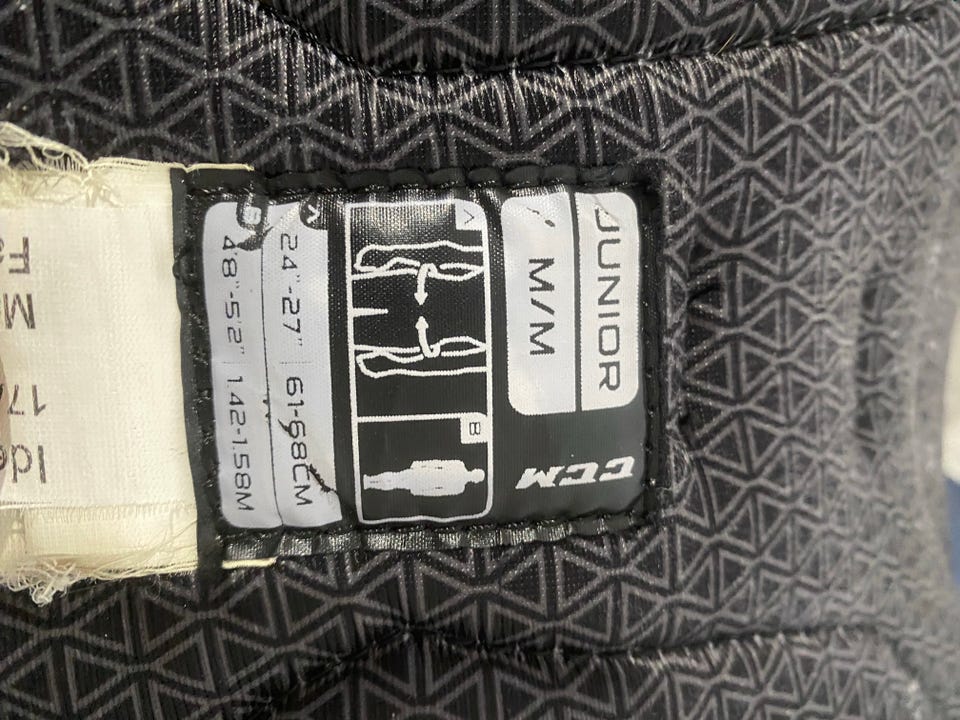 JUNIOR
M/M
CCM
A
B
A 24"-27" | 61-68CM
B 4'8"-5'2" | 1.42-1.58M